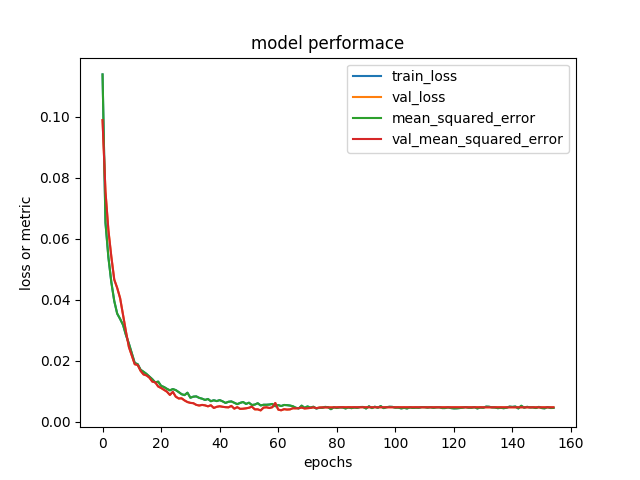 model performace
train_loss
val_loss
mean_squared_error
val_mean_squared_error
loss or metric
0.10
0.08
0.06
0.04
0.02
0.00
0 20 40 60 80 100 120 140 160
epochs